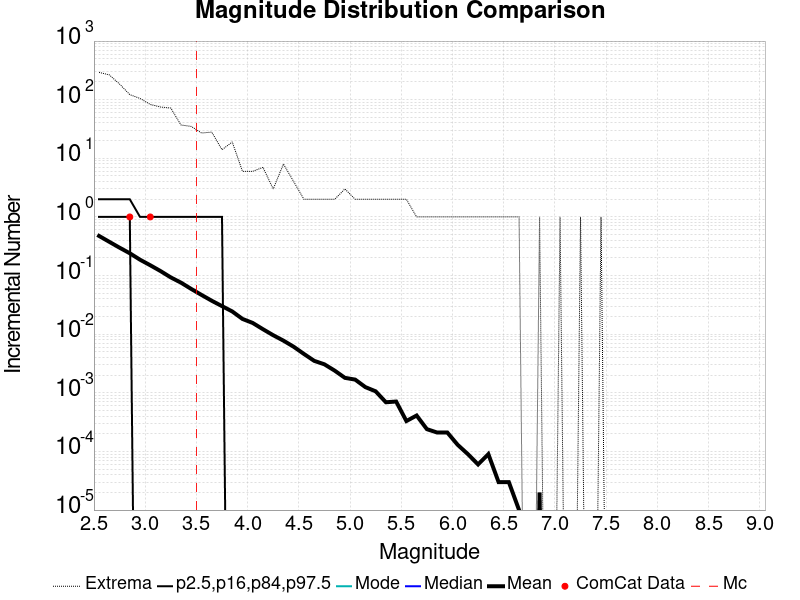 Magnitude Distribution Comparison
10 3
10 2
10 1
10 0
10 -1
10 -2
10 -3
10 -4
10 -5
Incremental Number
2.5 3.0 3.5 4.0 4.5 5.0 5.5 6.0 6.5 7.0 7.5 8.0 8.5 9.0
Magnitude
Extrema p2.5,p16,p84,p97.5 Mode Median Mean ComCat Data Mc